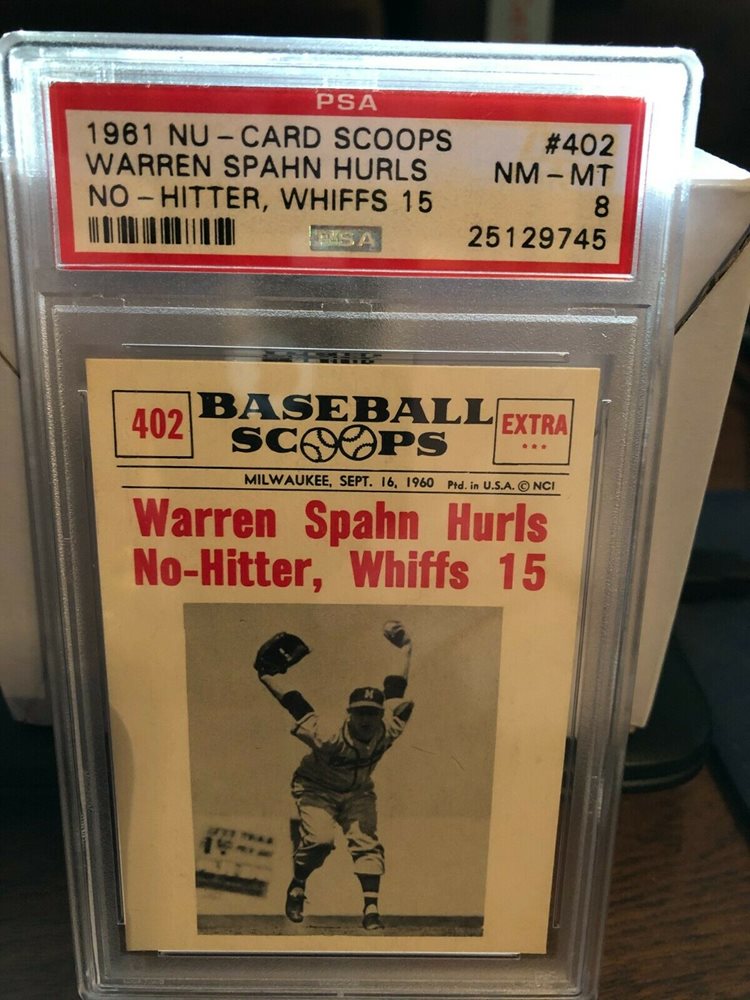 PSA
1961 NU-CARD SCOOPS #402
WARREN SPAHN HURLS NM-MT
NO-HITTER, WHIFFS 15 8
PSA 25129745
402 BASEBALL EXTRA
SCOOPS ...
MILWAUKEE, SEPT. 16, 1960 Ptd. in U.S.A. © NCI
Warren Spahn Hurls
No-Hitter, Whiffs 15
M